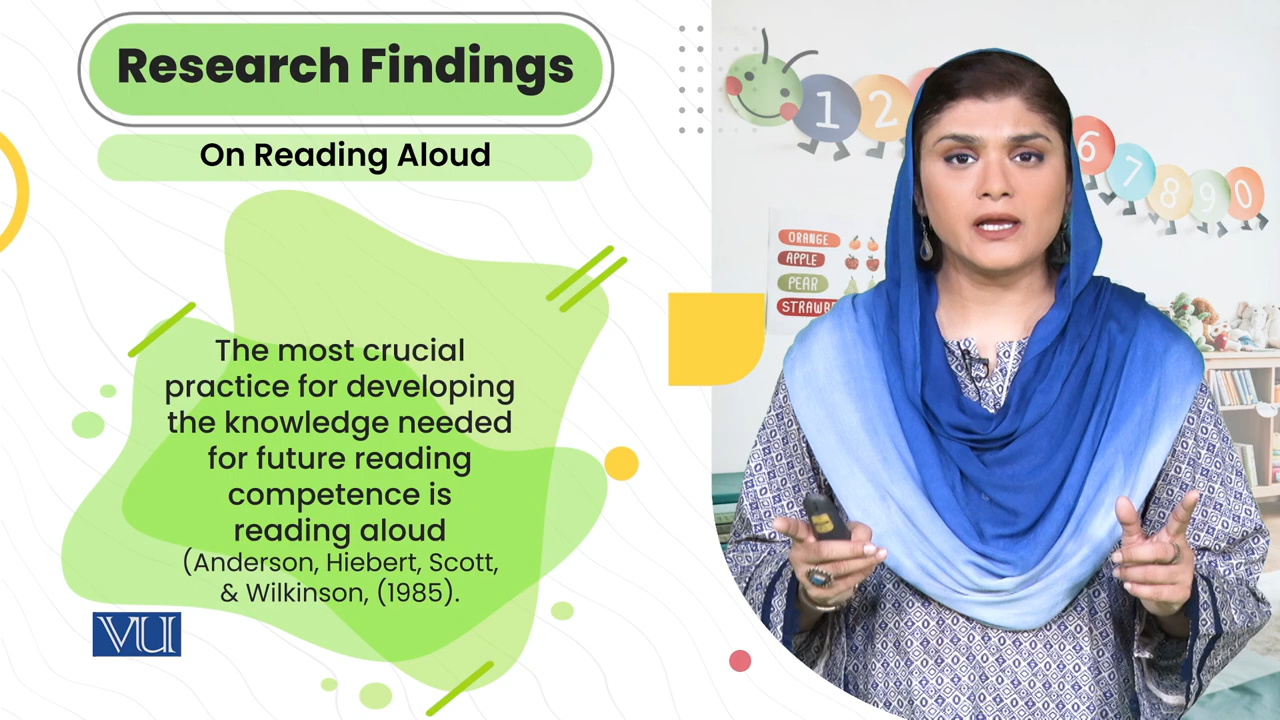 Research Findings
On Reading Aloud
The most crucial
practice for developing
the knowledge needed
for future reading
competence is
reading aloud
(Anderson, Hiebert, Scott,
& Wilkinson, (1985).
VU
1 2
6 7 8 9 0
ORANGE
APPLE
PEAR